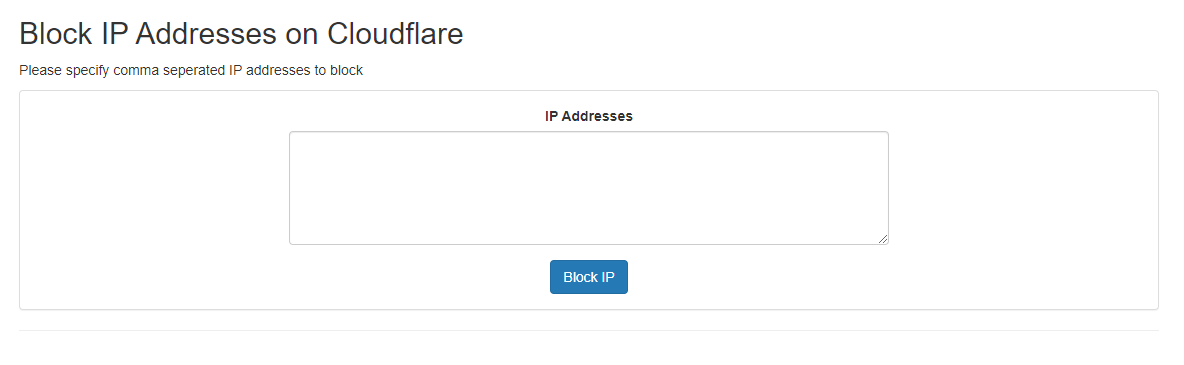 Block IP Addresses on Cloudflare
Please specify comma seperated IP addresses to block
IP Addresses
Block IP